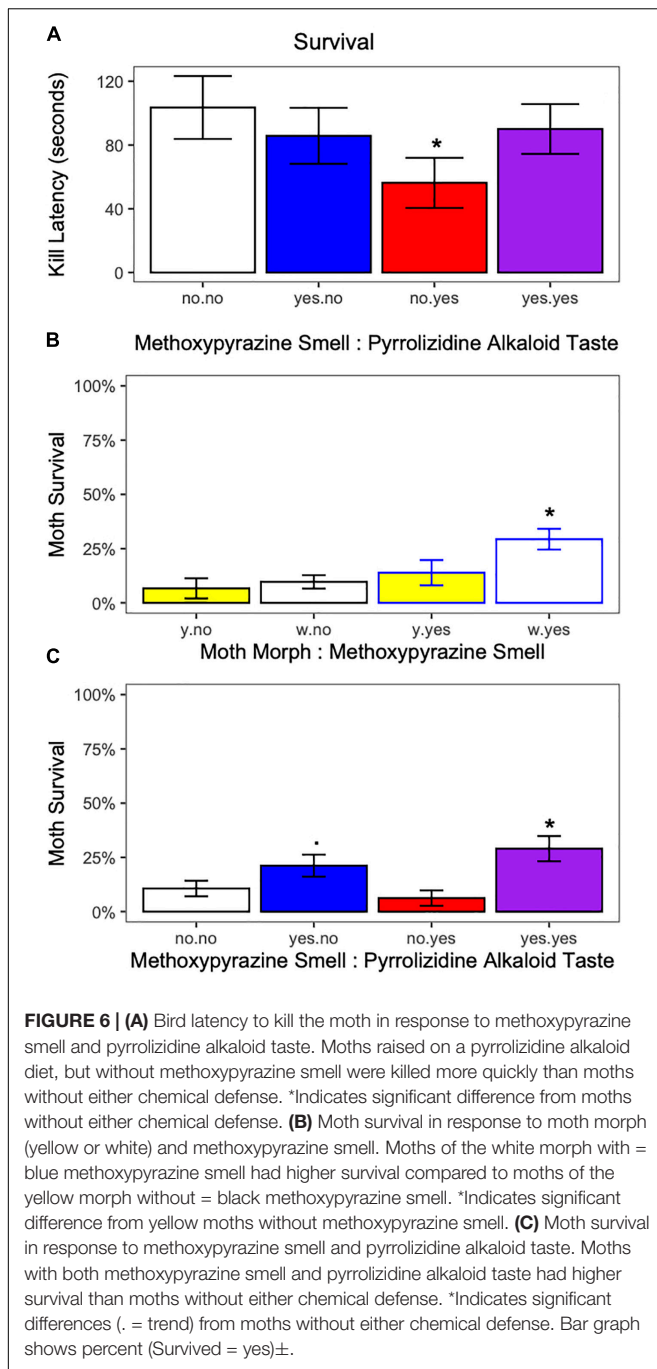 A
Survival
Kill Latency (seconds)
120
80
40
0
*
no.no
yes.no
no.yes
yes.yes
Methoxypyrazine Smell : Pyrrolizidine Alkaloid Taste
B
Moth Survival
100%
75%
50%
25%
0%
*
y.no
w.no
y.yes
w.yes
Moth Morph : Methoxypyrazine Smell
C
Moth Survival
100%
75%
50%
25%
0%
.
*
no.no
yes.no
no.yes
yes.yes
Methoxypyrazine Smell : Pyrrolizidine Alkaloid Taste
FIGURE 6 | (A) Bird latency to kill the moth in response to methoxypyrazine
smell and pyrrolizidine alkaloid taste. Moths raised on a pyrrolizidine alkaloid
diet, but without methoxypyrazine smell were killed more quickly than moths
without either chemical defense. *Indicates significant difference from moths
without either chemical defense. (B) Moth survival in response to moth morph
(yellow or white) and methoxypyrazine smell. Moths of the white morph with =
blue methoxypyrazine smell had higher survival compared to moths of the
yellow morph without = black methoxypyrazine smell. *Indicates significant
difference from yellow moths without methoxypyrazine smell. (C) Moth survival
in response to methoxypyrazine smell and pyrrolizidine alkaloid taste. Moths
with both methoxypyrazine smell and pyrrolizidine alkaloid taste had higher
survival than moths without either chemical defense. *Indicates significant
differences (. = trend) from moths without either chemical defense. Bar graph
shows percent (Survived = yes)±.